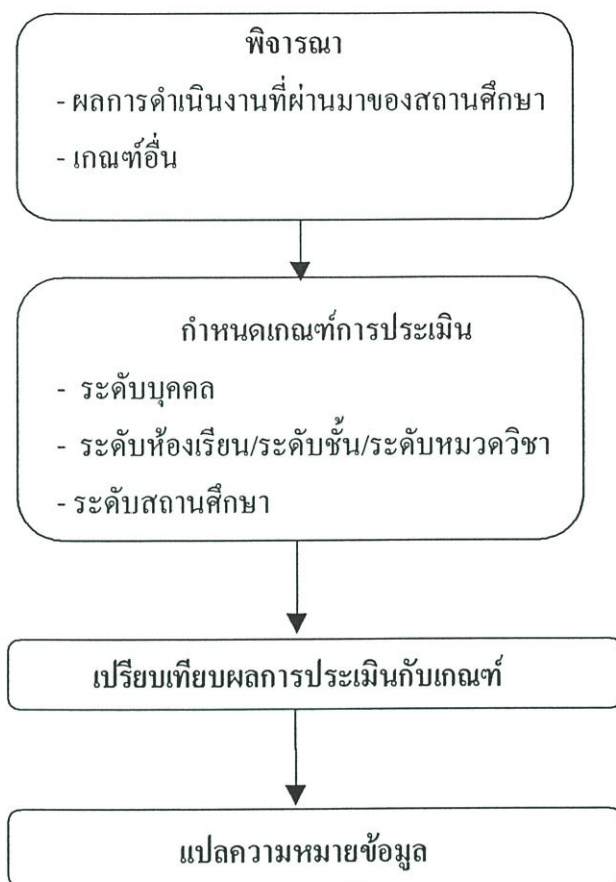 พิจารณา
- ผลการดำเนินงานที่ผ่านมาของสถานศึกษา
- เกณฑ์อื่น
กำหนดเกณฑ์การประเมิน
- ระดับบุคคล
- ระดับห้องเรียน/ระดับชั้น/ระดับหมวดวิชา
- ระดับสถานศึกษา
เปรียบเทียบผลการประเมินกับเกณฑ์
แปลความหมายข้อมูล